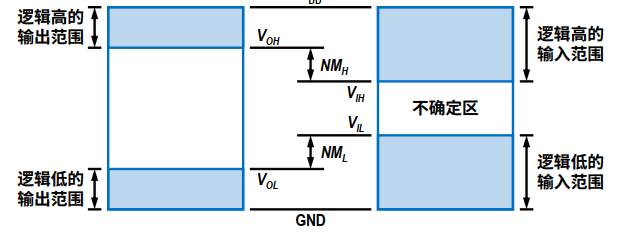 逻辑高的
输出范围
V_OH
NM_H
V_IH
逻辑高的
输入范围
不确定区
V_IL
NM_L
V_OL
逻辑低的
输出范围
逻辑低的
输入范围
GND